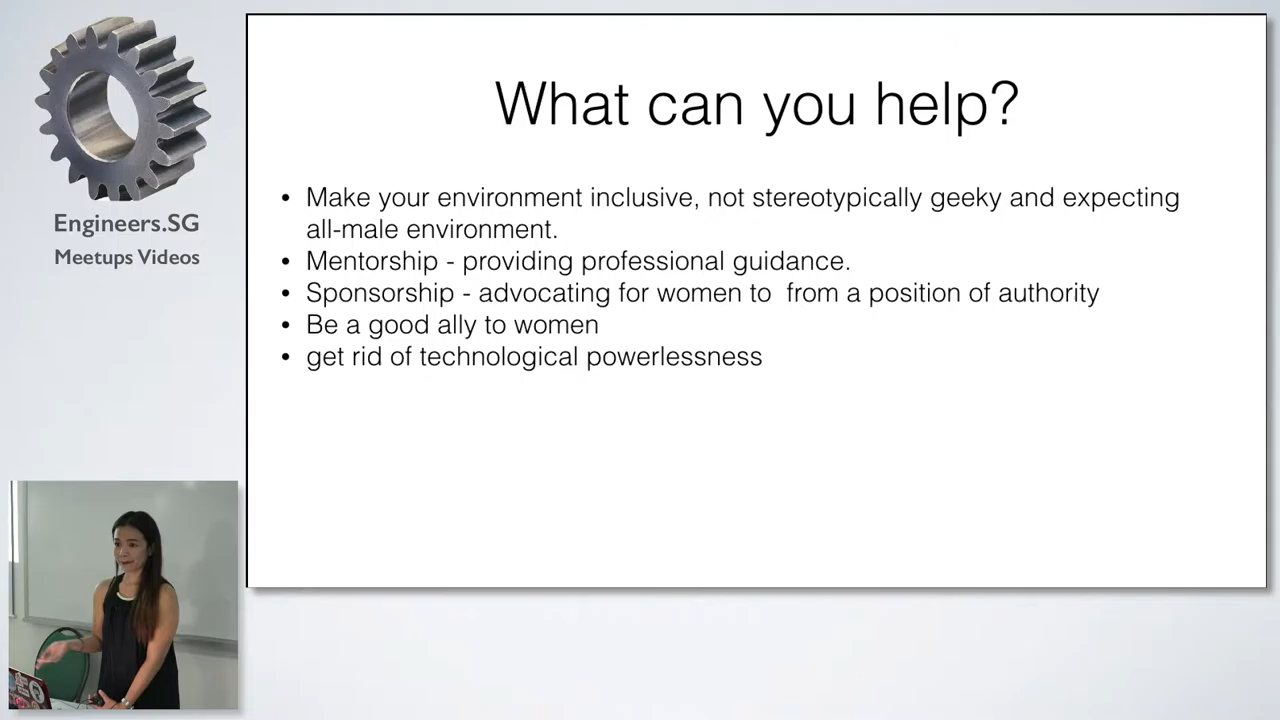 Engineers.SG
Meetups Videos
What can you help?
• Make your environment inclusive, not stereotypically geeky and expecting
all-male environment.
• Mentorship - providing professional guidance.
• Sponsorship - advocating for women to  from a position of authority
• Be a good ally to women
• get rid of technological powerlessness